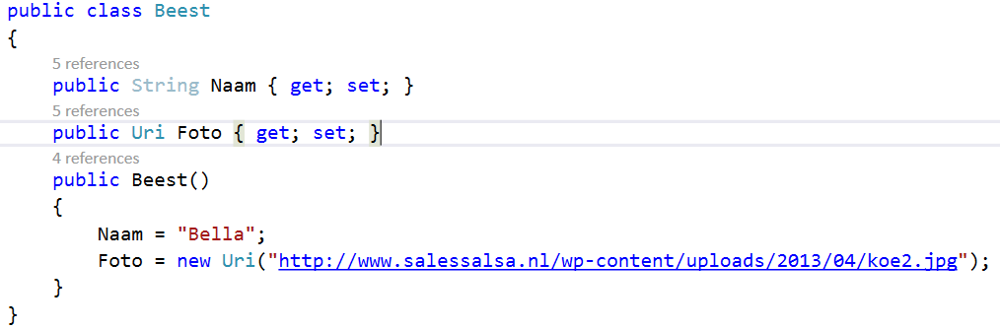 public class Beest
{
5 references
public String Naam { get; set; }
5 references
public Uri Foto { get; set; }
4 references
public Beest()
{
Naam = "Bella";
Foto = new Uri("http://www.salessalsa.nl/wp-content/uploads/2013/04/koe2.jpg");
}
}